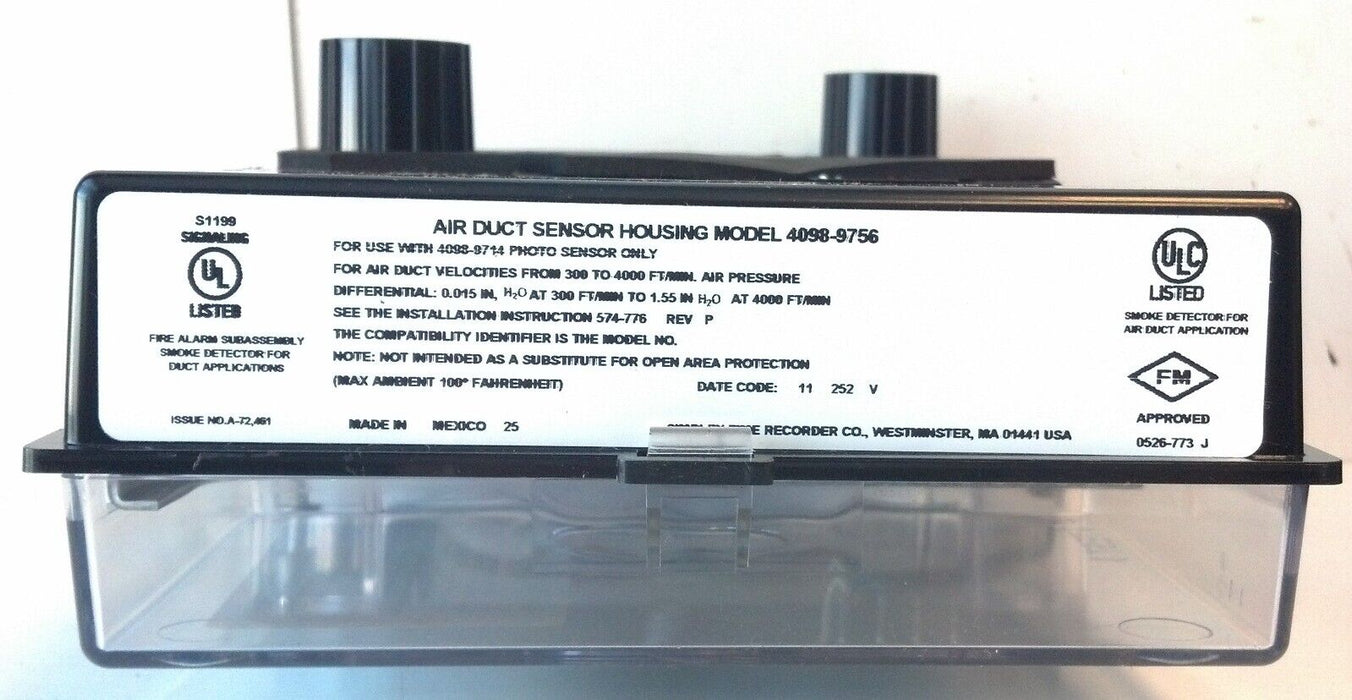 S1199
SIGNALING
UL
LISTED
FIRE ALARM SUBASSEMBLY
SMOKE DETECTOR FOR
DUCT APPLICATIONS
ISSUE NO.A-72,461
AIR DUCT SENSOR HOUSING MODEL 4098-9756
FOR USE WITH 4098-9714 PHOTO SENSOR ONLY
FOR AIR DUCT VELOCITIES FROM 300 TO 4000 FT/MIN. AIR PRESSURE
DIFFERENTIAL: 0.015 IN, H₂O AT 300 FT/MIN TO 1.55 IN H₂O AT 4000 FT/MIN
SEE THE INSTALLATION INSTRUCTION 574-776 REV P
THE COMPATIBILITY IDENTIFIER IS THE MODEL NO.
NOTE: NOT INTENDED AS A SUBSTITUTE FOR OPEN AREA PROTECTION
(MAX AMBIENT 100° FAHRENHEIT) DATE CODE: 11 252 V
MADE IN MEXICO 25 RECORDER CO., WESTMINSTER, MA 01441 USA
ULC
LISTED
SMOKE DETECTOR FOR
AIR DUCT APPLICATION
FM
APPROVED
0526-773 J